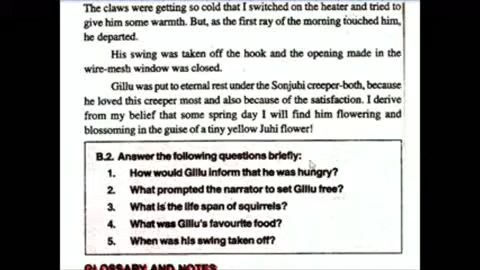 The claws were getting so cold that I switched on the heater and tried to
give him some warmth. But, as the first ray of the morning touched him,
he departed.
His swing was taken off the hook and the opening made in the
wire-mesh window was closed.
Gillu was put to eternal rest under the Sonjubi creeper-both, because
he loved this creeper most and also because of the satisfaction. I derive
from my belief that some spring day I will find him flowering and
blossoming in the guise of a tiny yellow Juhi flower!
B.2. Answer the following questions briefly:
1. How would Gillu inform that he was hungry?
2. What prompted the narrator to set Gillu free?
3. What is the life span of squirrels?
4. What was Gillu's favourite food?
5. When was his swing taken off?
GLOSSARY AND NOTES